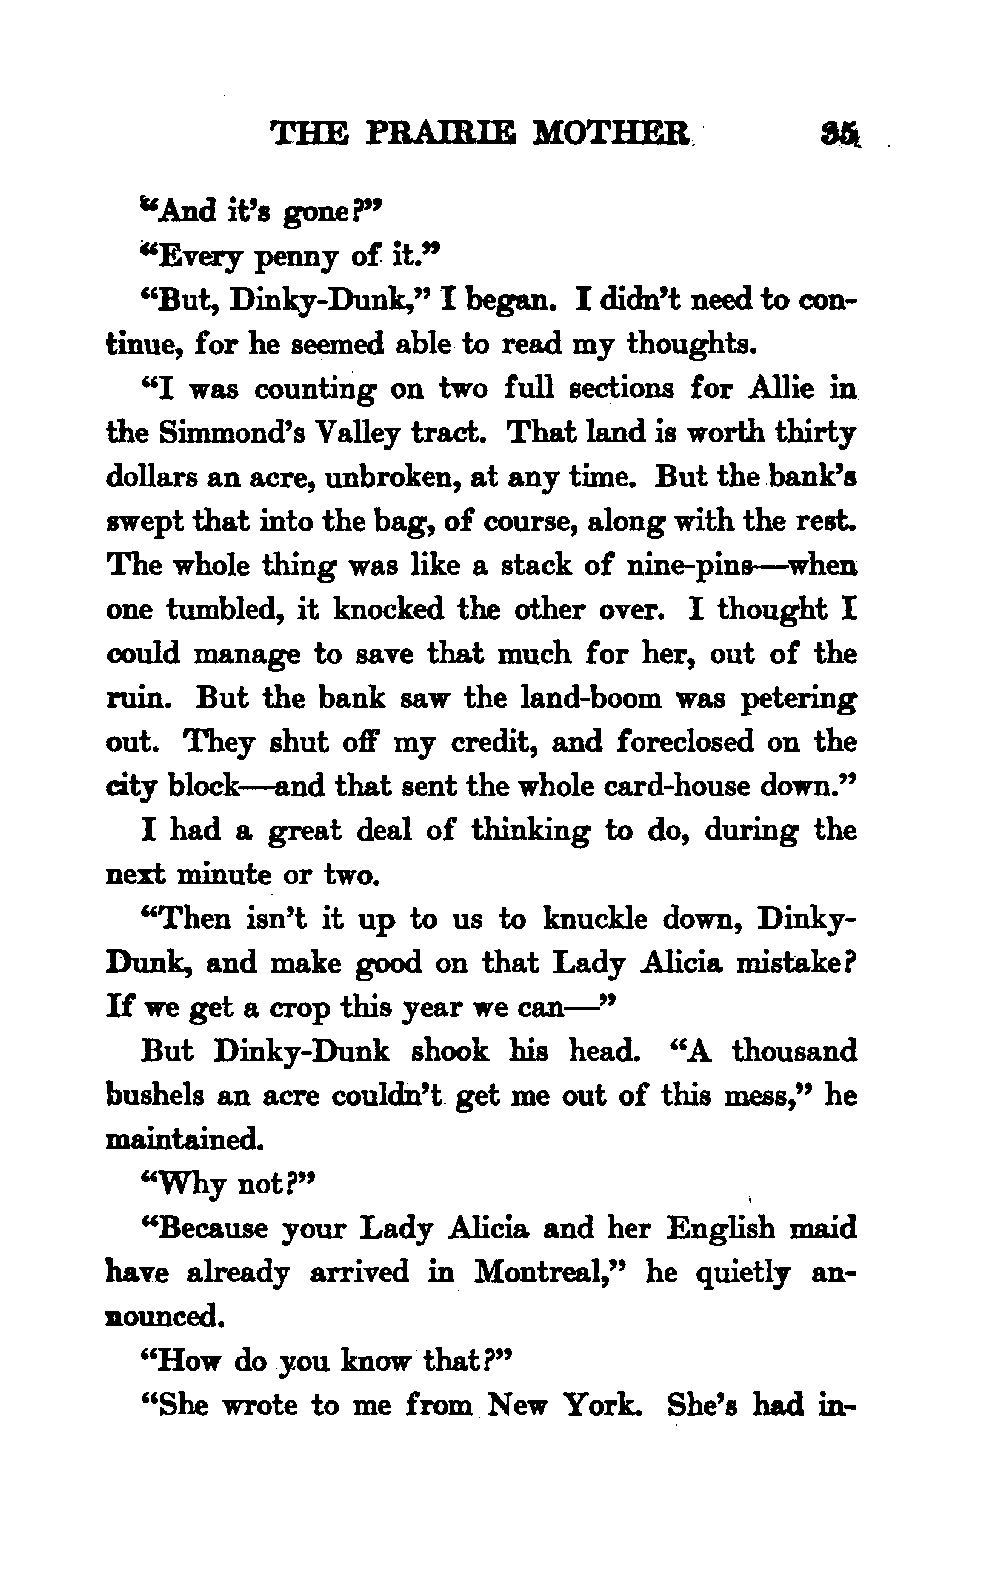 THE PRAIRIE MOTHER 35
“And it’s gone?”
“Every penny of it.”
“But, Dinky-Dunk,” I began. I didn’t need to con-
tinue, for he seemed able to read my thoughts.
“I was counting on two full sections for Allie in
the Simmond’s Valley tract. That land is worth thirty
dollars an acre, unbroken, at any time. But the bank’s
swept that into the bag, of course, along with the rest.
The whole thing was like a stack of nine-pins—when
one tumbled, it knocked the other over. I thought I
could manage to save that much for her, out of the
ruin. But the bank saw the land-boom was petering
out. They shut off my credit, and foreclosed on the
city block—and that sent the whole card-house down.”
I had a great deal of thinking to do, during the
next minute or two.
“Then isn’t it up to us to knuckle down, Dinky-
Dunk, and make good on that Lady Alicia mistake?
If we get a crop this year we can—”
But Dinky-Dunk shook his head. “A thousand
bushels an acre couldn’t get me out of this mess,” he
maintained.
“Why not?”
“Because your Lady Alicia and her English maid
have already arrived in Montreal,” he quietly an-
nounced.
“How do you know that?”
“She wrote to me from New York. She’s had in-